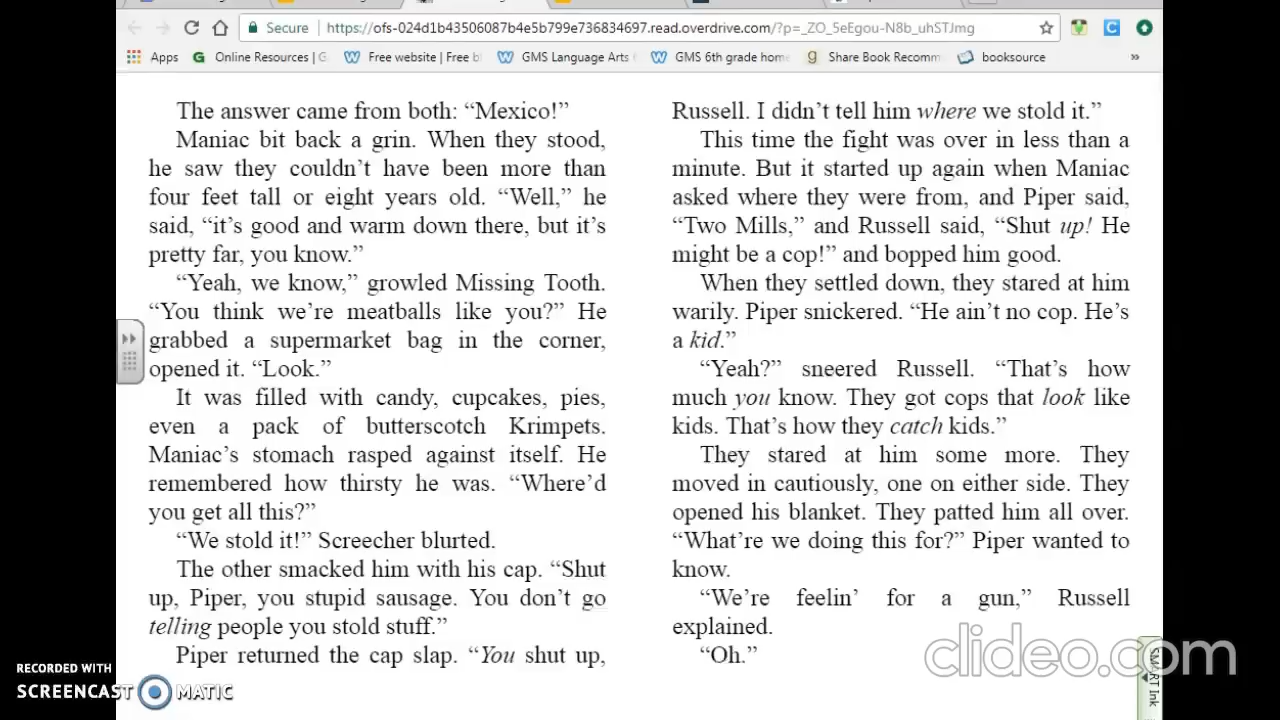 Secure
https://ofs-024d1b43506087b4e5b799e736834697.read.overdrive.com/?p=_ZO_5eEgou-N8b_uhSTJmg
Apps
Online Resources | G
Free website | Free b
GMS Language Arts
GMS 6th grade home
Share Book Recomm
booksource
»
The answer came from both: “Mexico!”
Maniac bit back a grin. When they stood,
he saw they couldn’t have been more than
four feet tall or eight years old. “Well,” he
said, “it’s good and warm down there, but it’s
pretty far, you know.”
“Yeah, we know,” growled Missing Tooth.
“You think we’re meatballs like you?” He
grabbed a supermarket bag in the corner,
opened it. “Look.”
It was filled with candy, cupcakes, pies,
even a pack of butterscotch Krimpets.
Maniac’s stomach rasped against itself. He
remembered how thirsty he was. “Where’d
you get all this?”
“We stold it!” Screecher blurted.
The other smacked him with his cap. “Shut
up, Piper, you stupid sausage. You don’t go
telling people you stold stuff.”
Piper returned the cap slap. “You shut up,
Russell. I didn’t tell him where we stold it.”
This time the fight was over in less than a
minute. But it started up again when Maniac
asked where they were from, and Piper said,
“Two Mills,” and Russell said, “Shut up! He
might be a cop!” and bopped him good.
When they settled down, they stared at him
warily. Piper snickered. “He ain’t no cop. He’s
a kid.”
“Yeah?” sneered Russell. “That’s how
much you know. They got cops that look like
kids. That’s how they catch kids.”
They stared at him some more. They
moved in cautiously, one on either side. They
opened his blanket. They patted him all over.
“What’re we doing this for?” Piper wanted to
know.
“We’re feelin’ for a gun,” Russell
explained.
“Oh.”
SMART Ink
clideo.com
RECORDED WITH
SCREENCAST MATIC